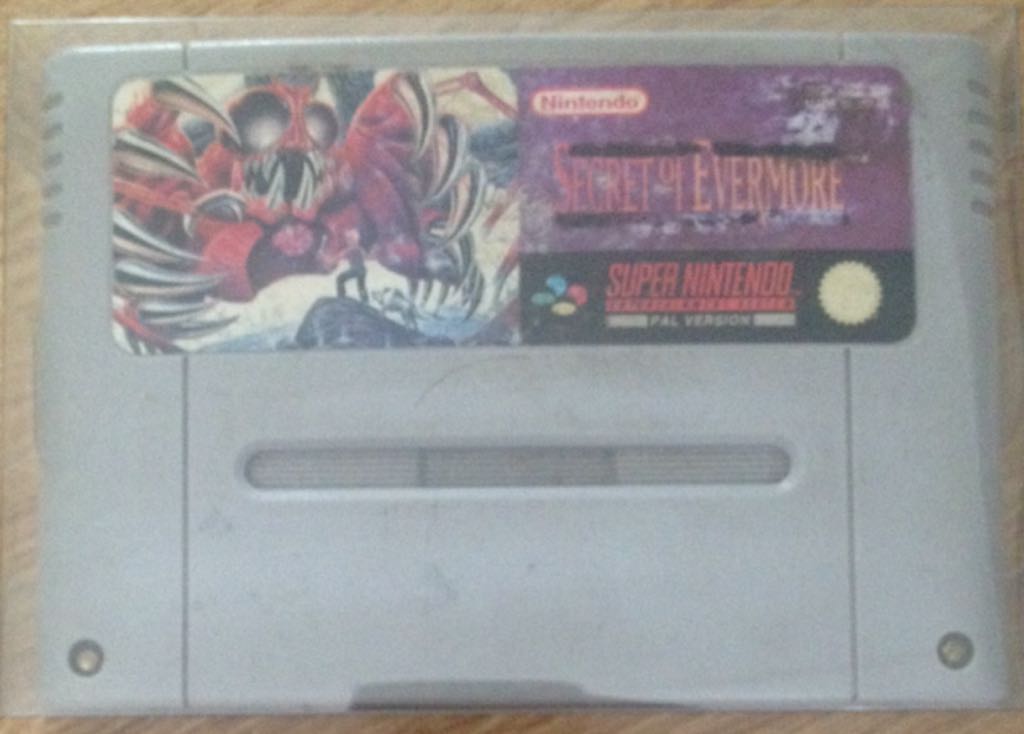 Nintendo
SECRET OF EVERMORE
SUPER NINTENDO
PAL VERSION